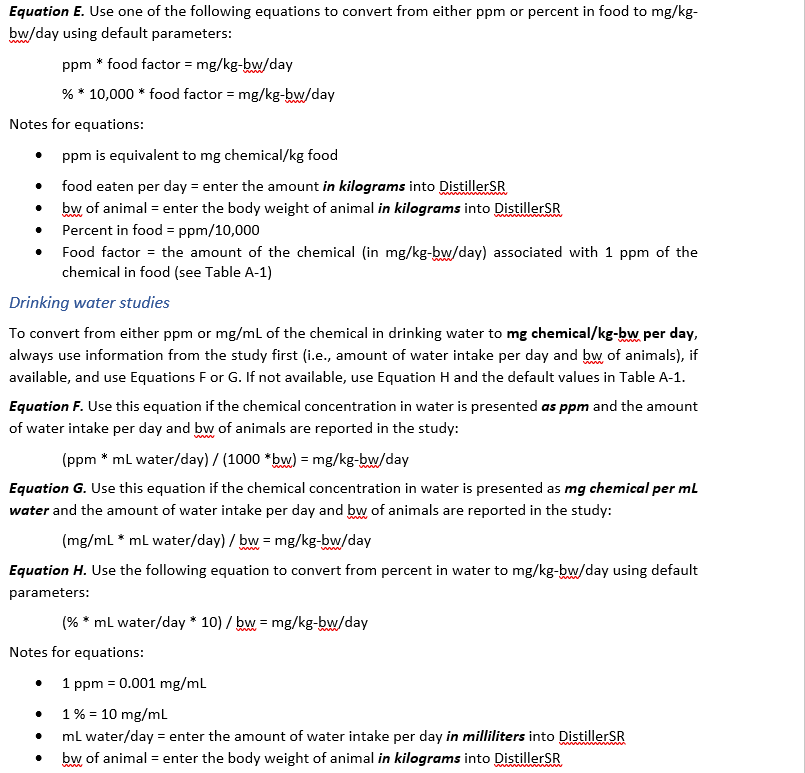 Equation E. Use one of the following equations to convert from either ppm or percent in food to mg/kg-
bw/day using default parameters:
ppm * food factor = mg/kg-bw/day
% * 10,000 * food factor = mg/kg-bw/day
Notes for equations:
• ppm is equivalent to mg chemical/kg food
• food eaten per day = enter the amount in kilograms into DistillerSR
• bw of animal = enter the body weight of animal in kilograms into DistillerSR
• Percent in food = ppm/10,000
• Food factor = the amount of the chemical (in mg/kg-bw/day) associated with 1 ppm of the
chemical in food (see Table A-1)
Drinking water studies
To convert from either ppm or mg/mL of the chemical in drinking water to mg chemical/kg-bw per day,
always use information from the study first (i.e., amount of water intake per day and bw of animals), if
available, and use Equations F or G. If not available, use Equation H and the default values in Table A-1.
Equation F. Use this equation if the chemical concentration in water is presented as ppm and the amount
of water intake per day and bw of animals are reported in the study:
(ppm * mL water/day) / (1000 *bw) = mg/kg-bw/day
Equation G. Use this equation if the chemical concentration in water is presented as mg chemical per mL
water and the amount of water intake per day and bw of animals are reported in the study:
(mg/mL * mL water/day) / bw = mg/kg-bw/day
Equation H. Use the following equation to convert from percent in water to mg/kg-bw/day using default
parameters:
(% * mL water/day * 10) / bw = mg/kg-bw/day
Notes for equations:
• 1 ppm = 0.001 mg/mL
• 1 % = 10 mg/mL
• mL water/day = enter the amount of water intake per day in milliliters into DistillerSR
• bw of animal = enter the body weight of animal in kilograms into DistillerSR